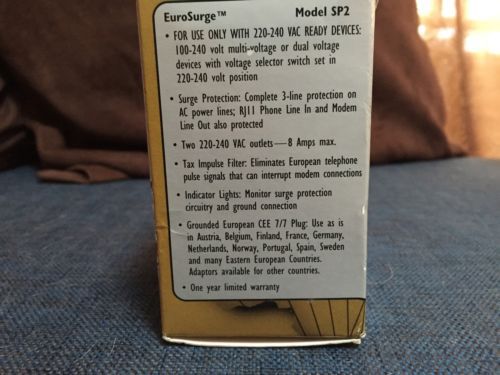 EuroSurge™ Model SP2
• FOR USE ONLY WITH 220-240 VAC READY DEVICES:
100-240 volt multi-voltage or dual voltage
devices with voltage selector switch set in
220-240 volt position
• Surge Protection: Complete 3-line protection on
AC power lines; RJ11 Phone Line In and Modem
Line Out also protected
• Two 220-240 VAC outlets—8 Amps max.
• Tax Impulse Filter: Eliminates European telephone
pulse signals that can interrupt modem connections
• Indicator Lights: Monitor surge protection
circuitry and ground connection
• Grounded European CEE 7/7 Plug: Use as is
in Austria, Belgium, Finland, France, Germany,
Netherlands, Norway, Portugal, Spain, Sweden
and many Eastern European Countries.
Adaptors available for other countries.
• One year limited warranty